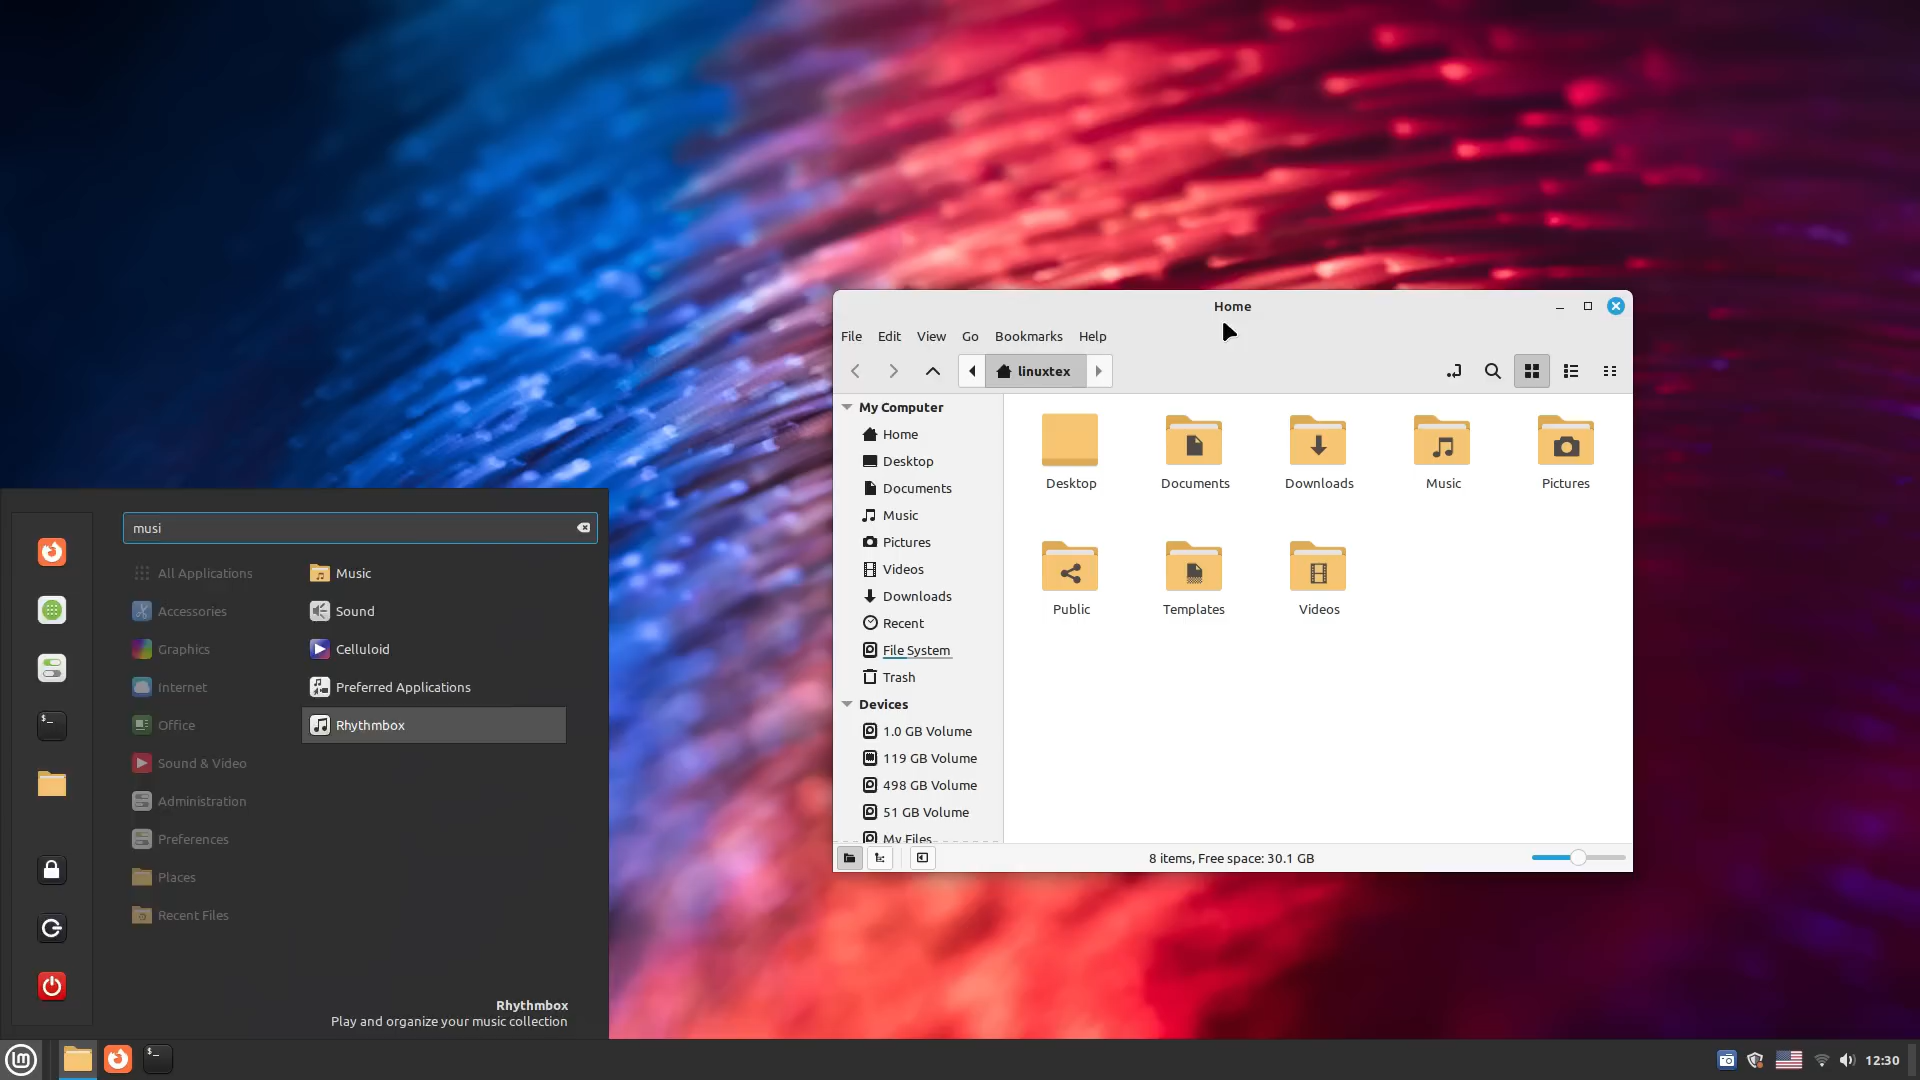 Home
File Edit View Go Bookmarks Help
linuxtex
My Computer
Home
Desktop
Documents
Music
Pictures
Videos
Downloads
Recent
File System
Trash
Devices
1.0 GB Volume
119 GB Volume
498 GB Volume
51 GB Volume
My Files
Desktop Documents Downloads Music Pictures
Public Templates Videos
8 items, Free space: 30.1 GB
musi
All Applications
Accessories
Graphics
Internet
Office
Sound & Video
Administration
Preferences
Places
Recent Files
Music
Sound
Celluloid
Preferred Applications
Rhythmbox
Rhythmbox
Play and organize your music collection
12:30